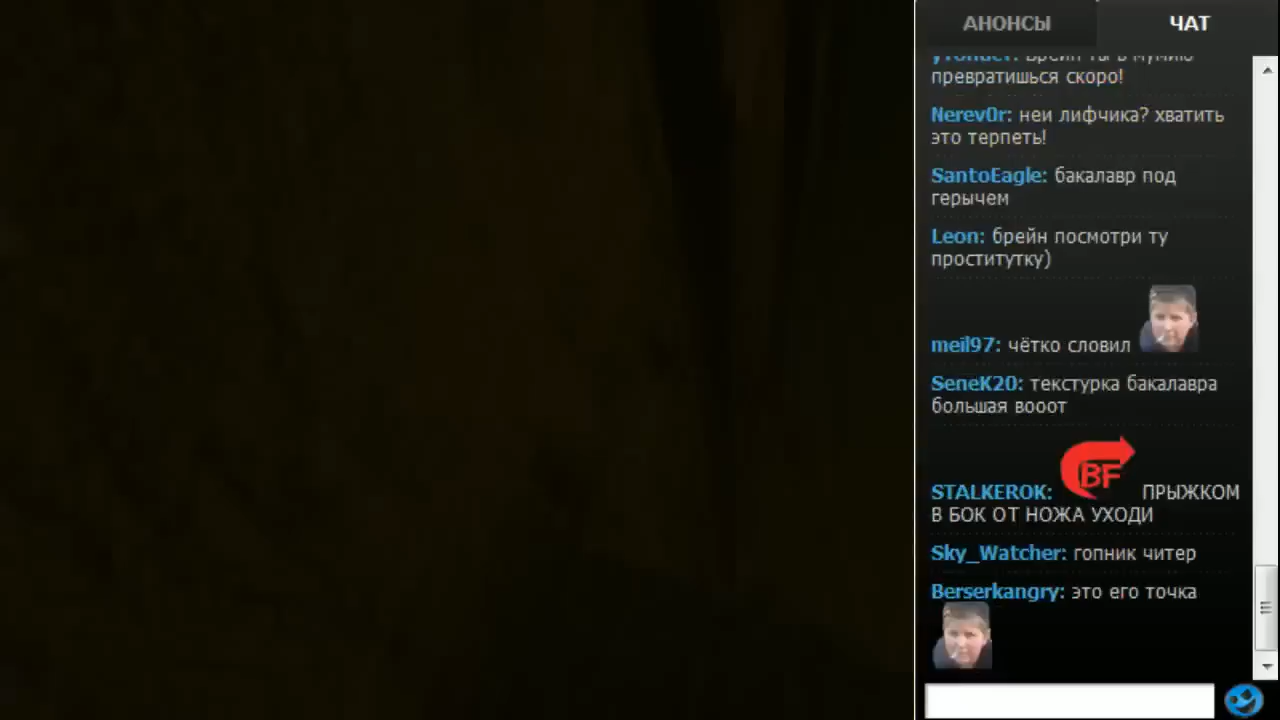 АНОНСЫ ЧАТ
превратишься скоро!
Nerev0r: неи лифчика? хватить
это терпеть!
SantoEagle: бакалавр под
герычем
Leon: брейн посмотри ту
проститутку)
meil97: чётко словил
SeneK20: текстурка бакалавра
большая вооот
BF
STALKEROK: ПРЫЖКОМ
В БОК ОТ НОЖА УХОДИ
Sky_Watcher: гопник читер
Berserkangry: это его точка